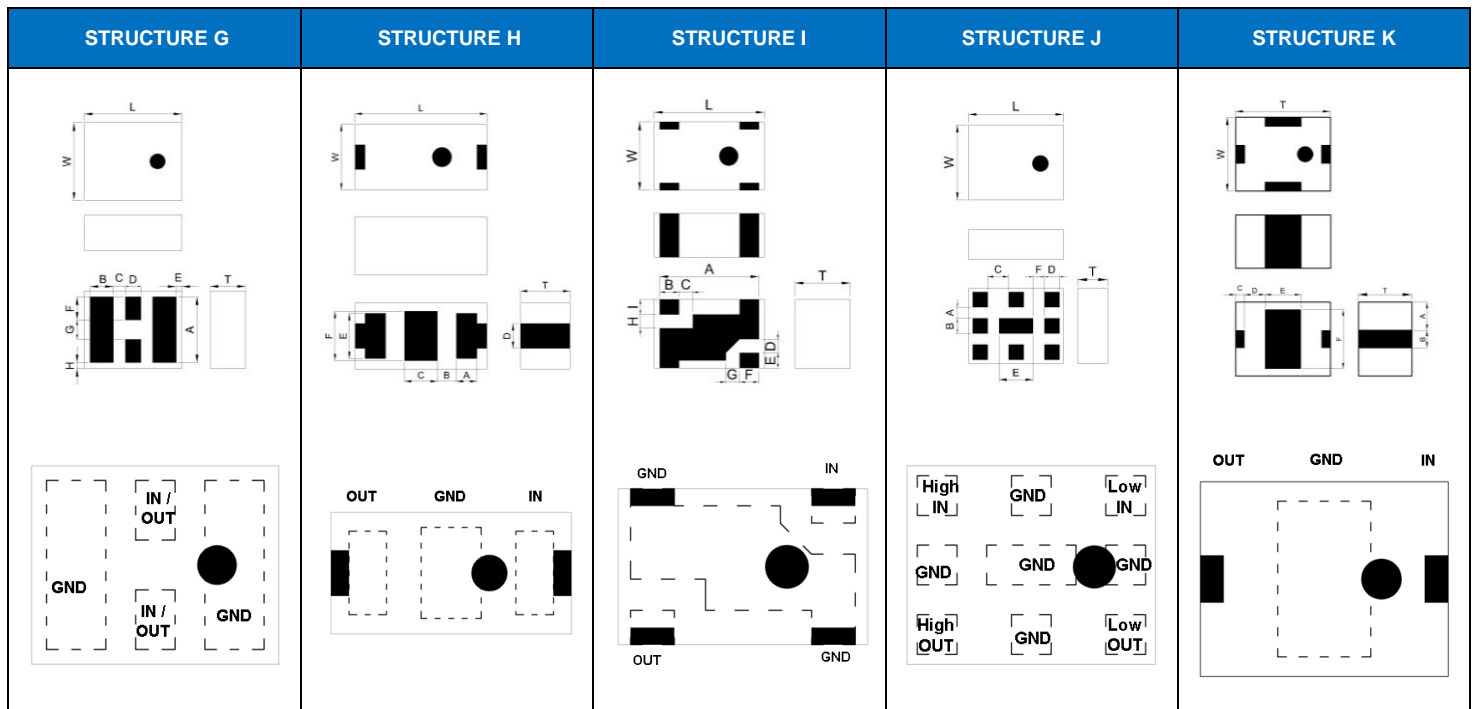 STRUCTURE G
STRUCTURE H
STRUCTURE I
STRUCTURE J
STRUCTURE K
L
W
B C D E T
F
G
H
A
IN /
OUT
GND
IN /
OUT
GND
L
W
T
F
E
D
C B A
OUT GND IN
L
W
A
B C
T
I
H
D
E
G F
GND IN
OUT GND
L
W
C F D T
A
B
E
High
IN
GND
Low
IN
GND GND GND
High
OUT
GND
Low
OUT
T
W
C D E T
A
B
F
OUT GND IN